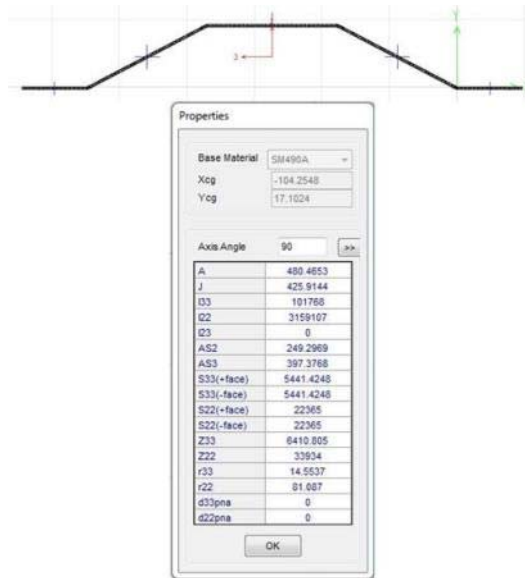 Y
3
Properties
Base Material SM490A
Xcg -104.2548
Ycg 17.1024
Axis Angle 90 >>
A 480.4653
J 425.9144
I33 101768
I22 3159107
I23 0
AS2 249.2969
AS3 397.3768
S33(+face) 5441.4248
S33(-face) 5441.4248
S22(+face) 22365
S22(-face) 22365
Z33 6410.805
Z22 33934
r33 14.5537
r22 81.087
d33pna 0
d22pna 0
OK